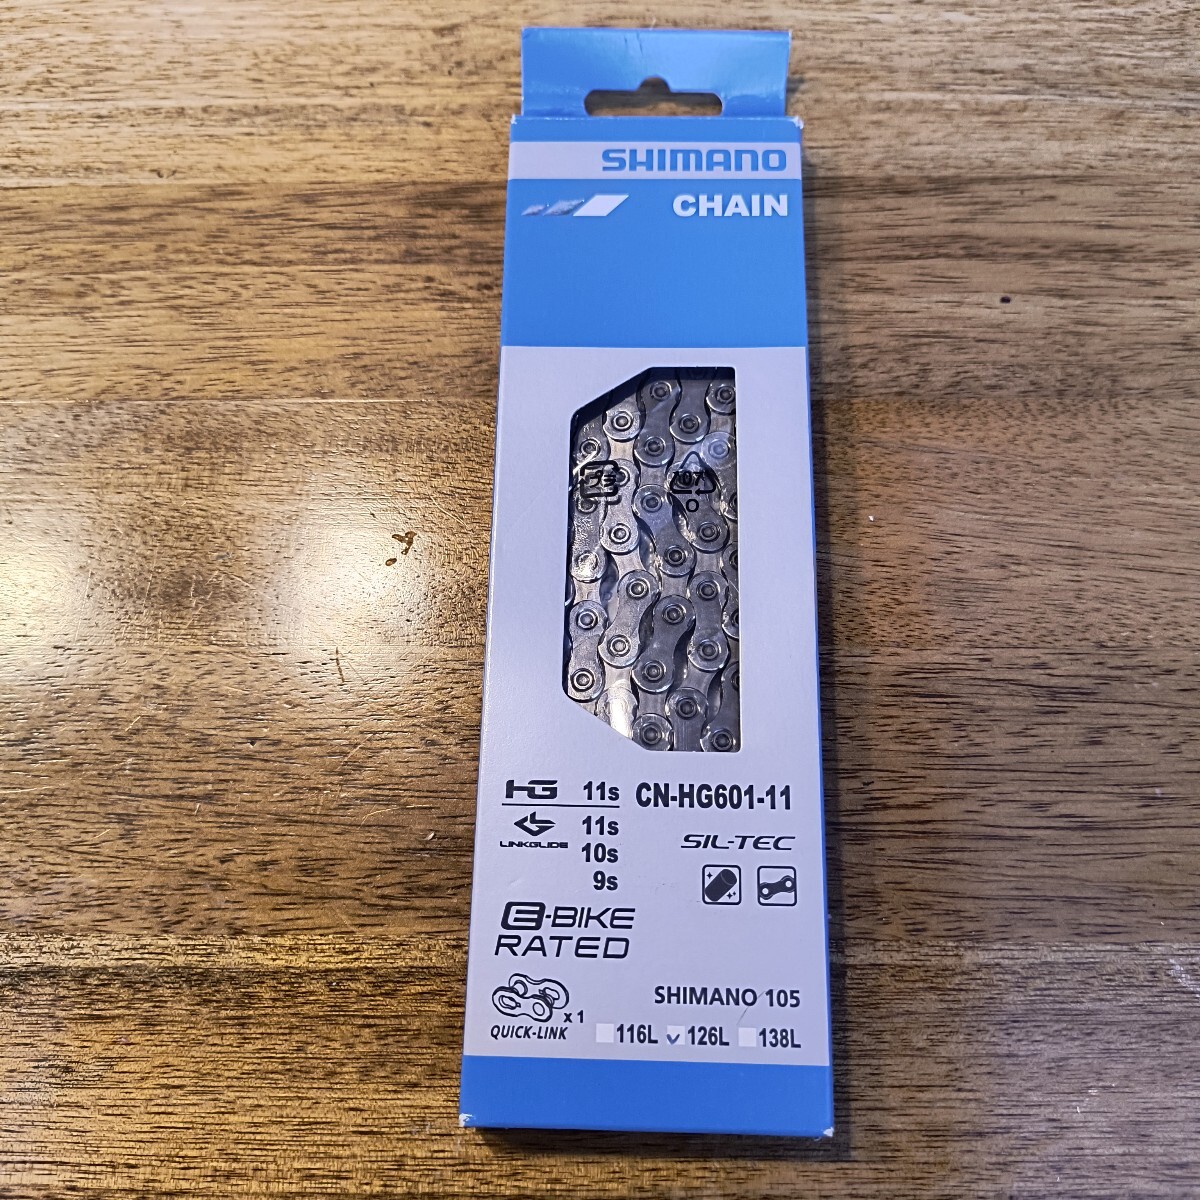 SHIMANO
CHAIN
707
HG 11s CN-HG601-11
LINKGLIDE 11s SIL-TEC
10s
9s
E-BIKE
RATED
x1 SHIMANO 105
QUICK-LINK 116L 126L 138L